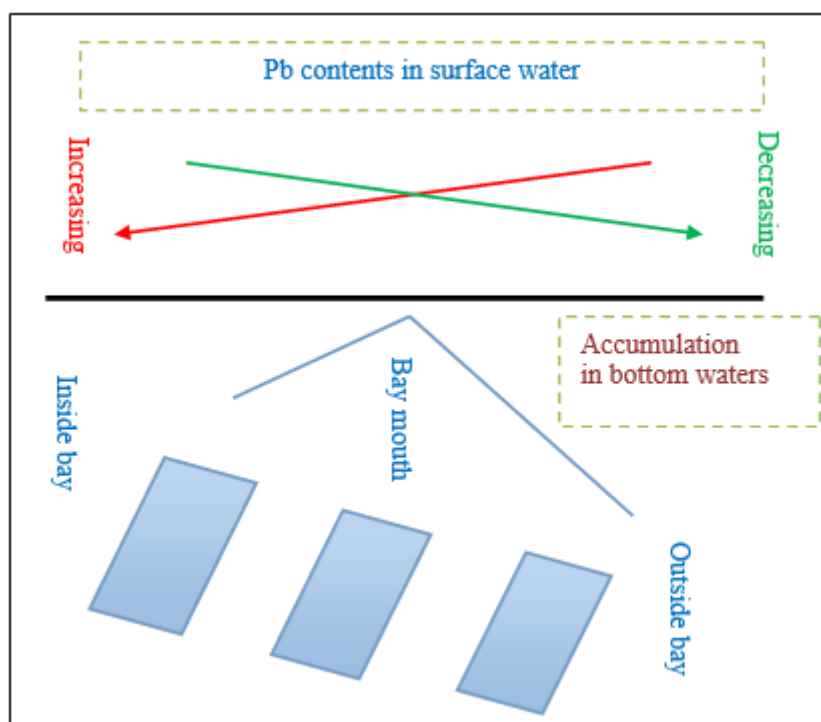 Pb contents in surface water
Increasing
Decreasing
Accumulation
in bottom waters
Inside bay
Bay mouth
Outside bay